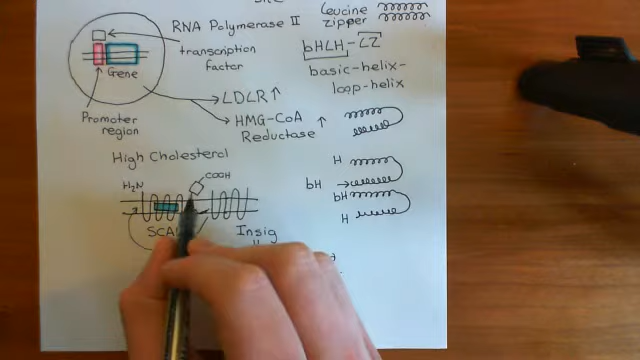 RNA Polymerase II
transcription
factor
Gene
Promoter
region
LDLR ↑
HMG-CoA ↑
Reductase
High Cholesterol
H₂N
COOH
Insig
Leucine
zipper
bHLH-LZ
basic-helix-
loop-helix
H
bH
bH
H